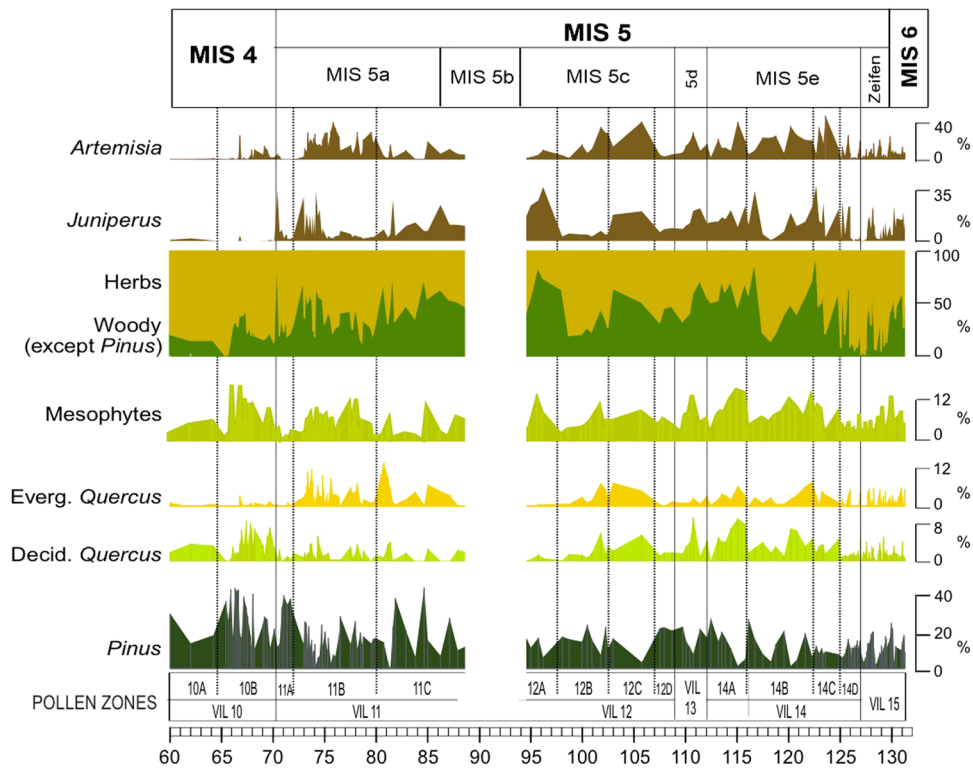 MIS 4
MIS 5
MIS 6
MIS 5a
MIS 5b
MIS 5c
5d
MIS 5e
Zeifen
Artemisia
40
0
%
Juniperus
35
0
%
Herbs
Woody
(except Pinus)
100
50
0
%
Mesophytes
12
0
%
Everg. Quercus
12
0
%
Decid. Quercus
8
0
%
Pinus
40
20
0
%
POLLEN ZONES
10A 10B 11A 11B 11C 12A 12B 12C 12D VIL 13 14A 14B 14C 14D VIL 15
VIL 10 VIL 11 VIL 12 VIL 14
60 65 70 75 80 85 90 95 100 105 110 115 120 125 130